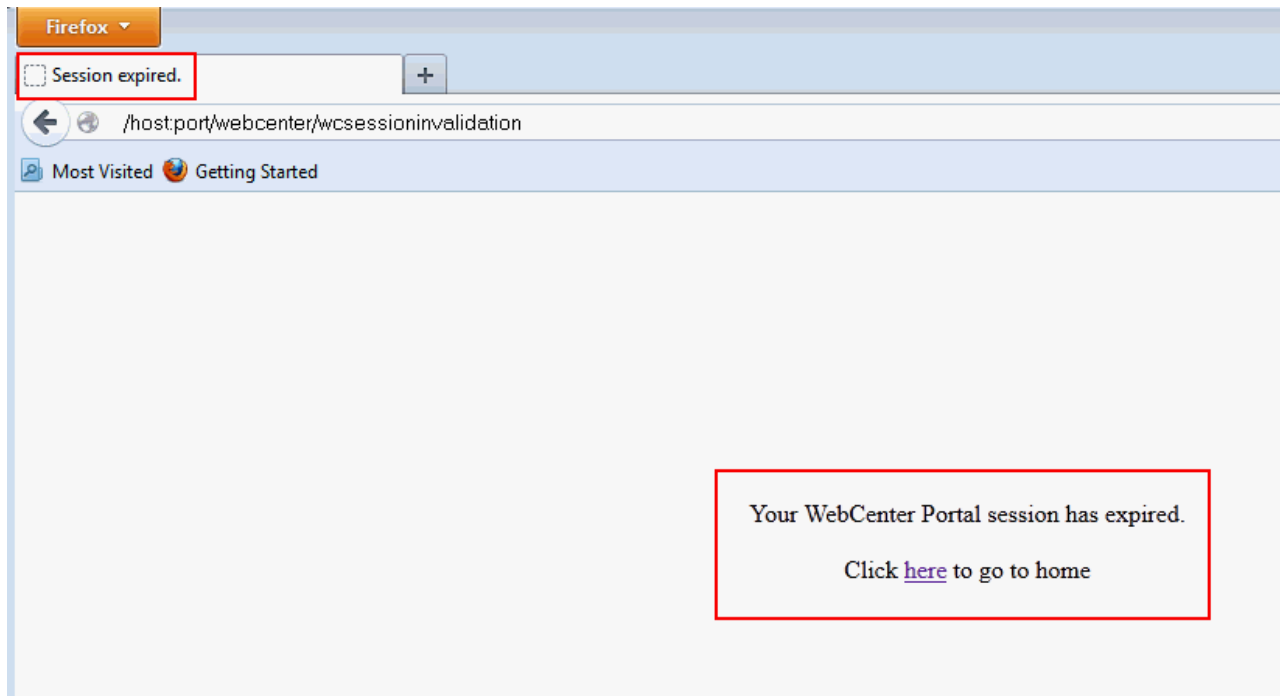 Firefox
Session expired.
+
/host:port/webcenter/wcsessioninvalidation
Most Visited Getting Started
Your WebCenter Portal session has expired.
Click here to go to home